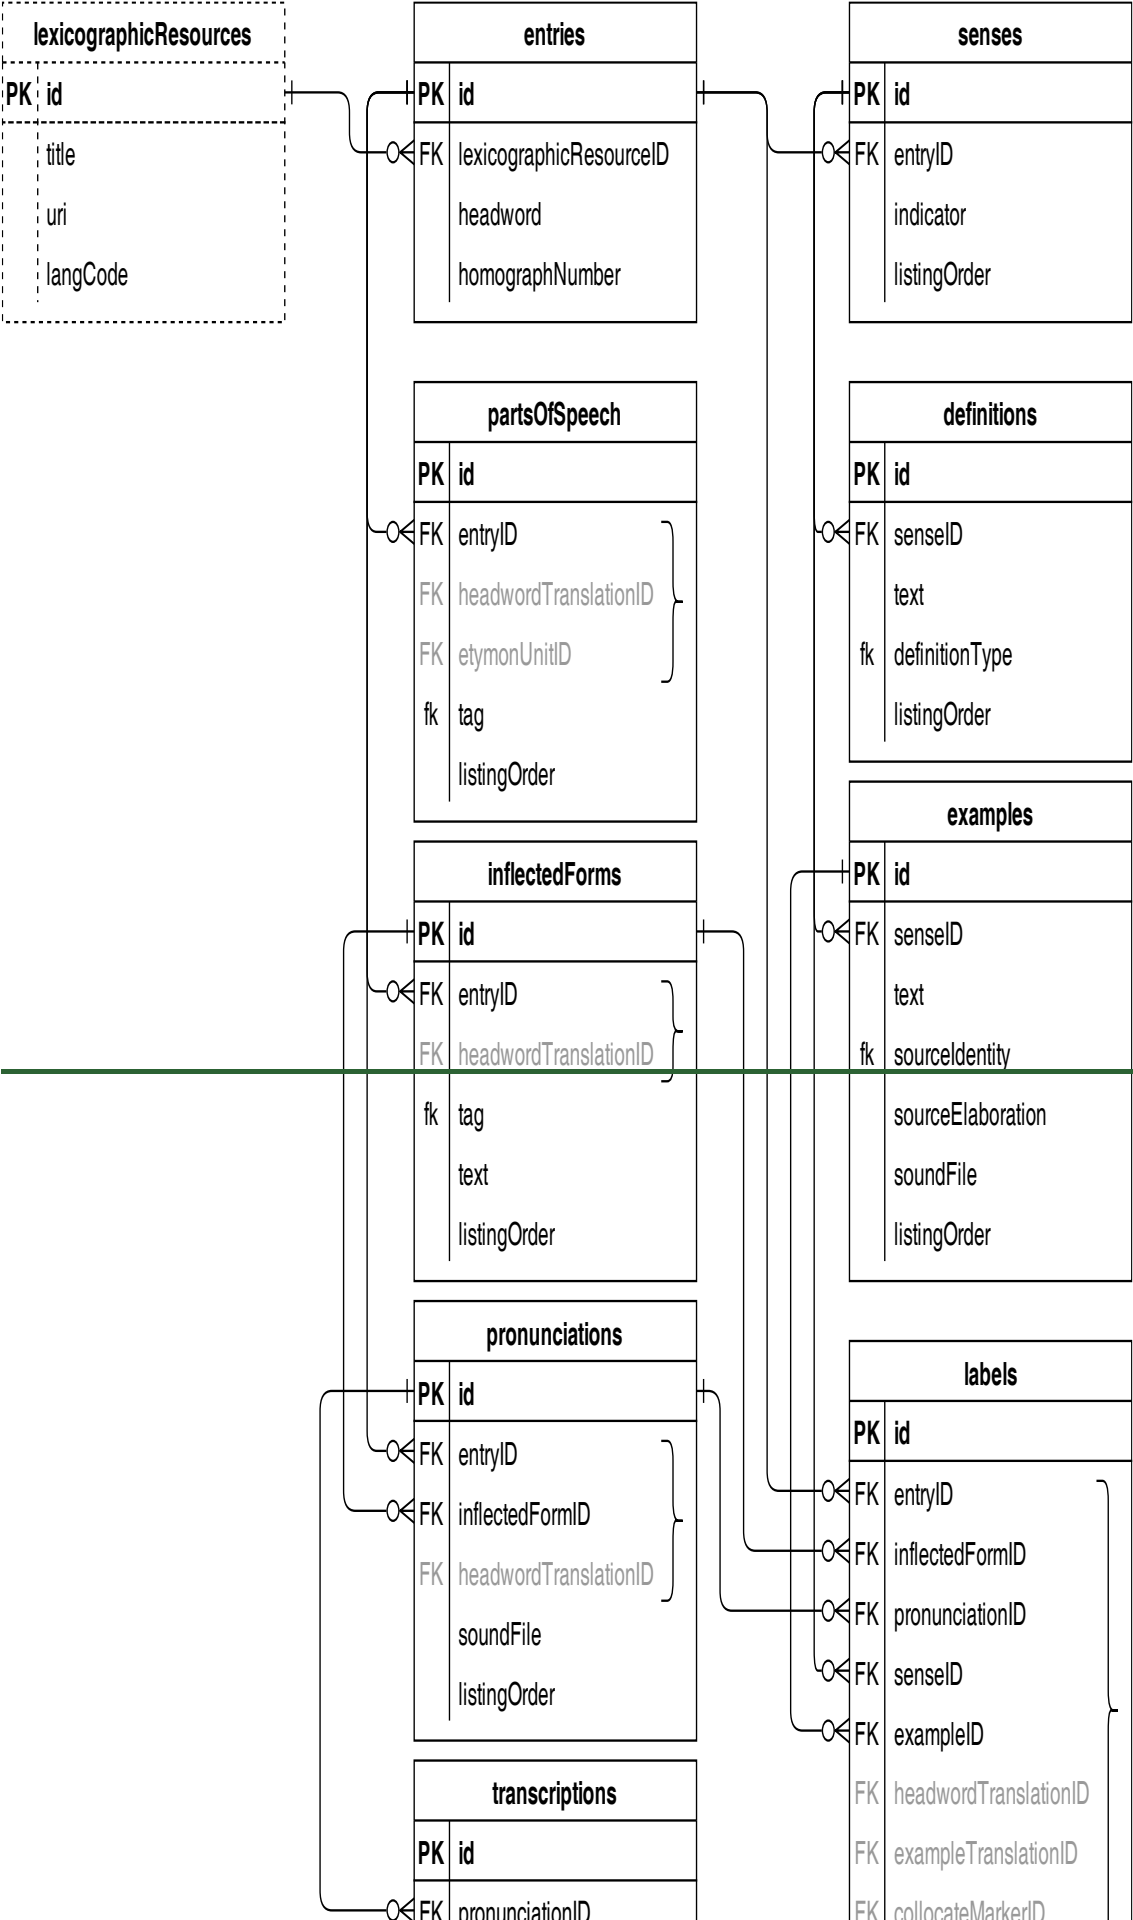 lexicographicResources
PK id
title
uri
langCode
entries
PK id
FK lexicographicResourceID
headword
homographNumber
partsOfSpeech
PK id
FK entryID
FK headwordTranslationID
FK etymonUnitID
fk tag
listingOrder
inflectedForms
PK id
FK entryID
FK headwordTranslationID
fk tag
text
listingOrder
pronunciations
PK id
FK entryID
FK inflectedFormID
FK headwordTranslationID
soundFile
listingOrder
transcriptions
PK id
FK pronunciationID
senses
PK id
FK entryID
indicator
listingOrder
definitions
PK id
FK senseID
text
fk definitionType
listingOrder
examples
PK id
FK senseID
text
fk sourceIdentity
sourceElaboration
soundFile
listingOrder
labels
PK id
FK entryID
FK inflectedFormID
FK pronunciationID
FK senseID
FK exampleID
FK headwordTranslationID
FK exampleTranslationID
FK collocateMarkerID